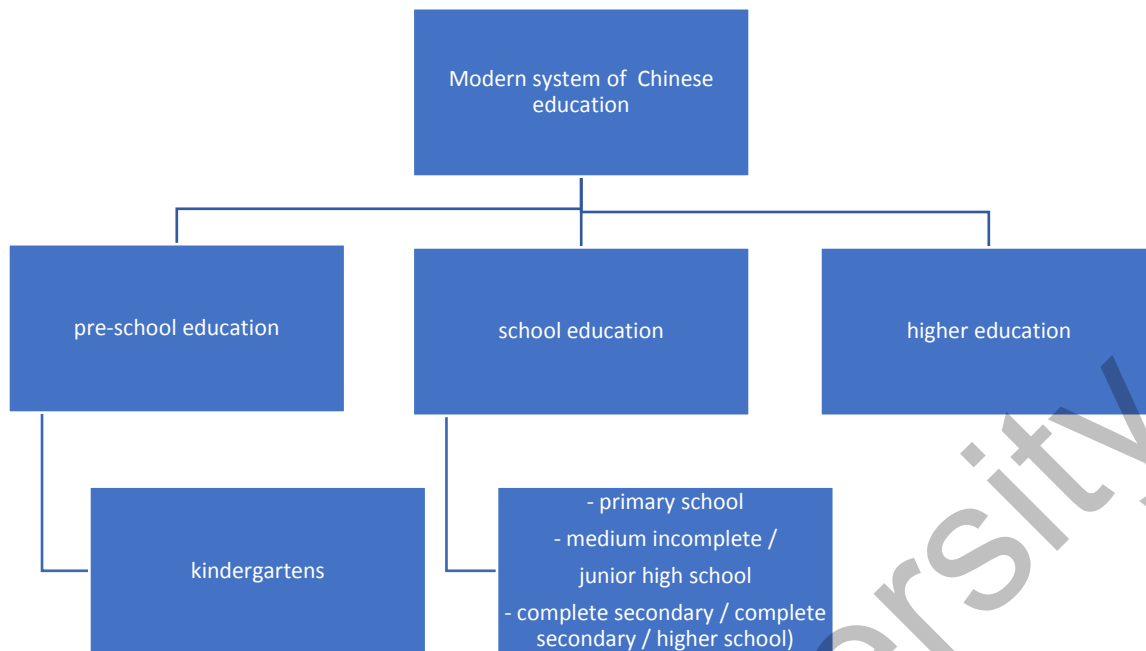 Modern system of Chinese
education
pre-school education
school education
higher education
kindergartens
- primary school
- medium incomplete /
junior high school
- complete secondary / complete
secondary / higher school)